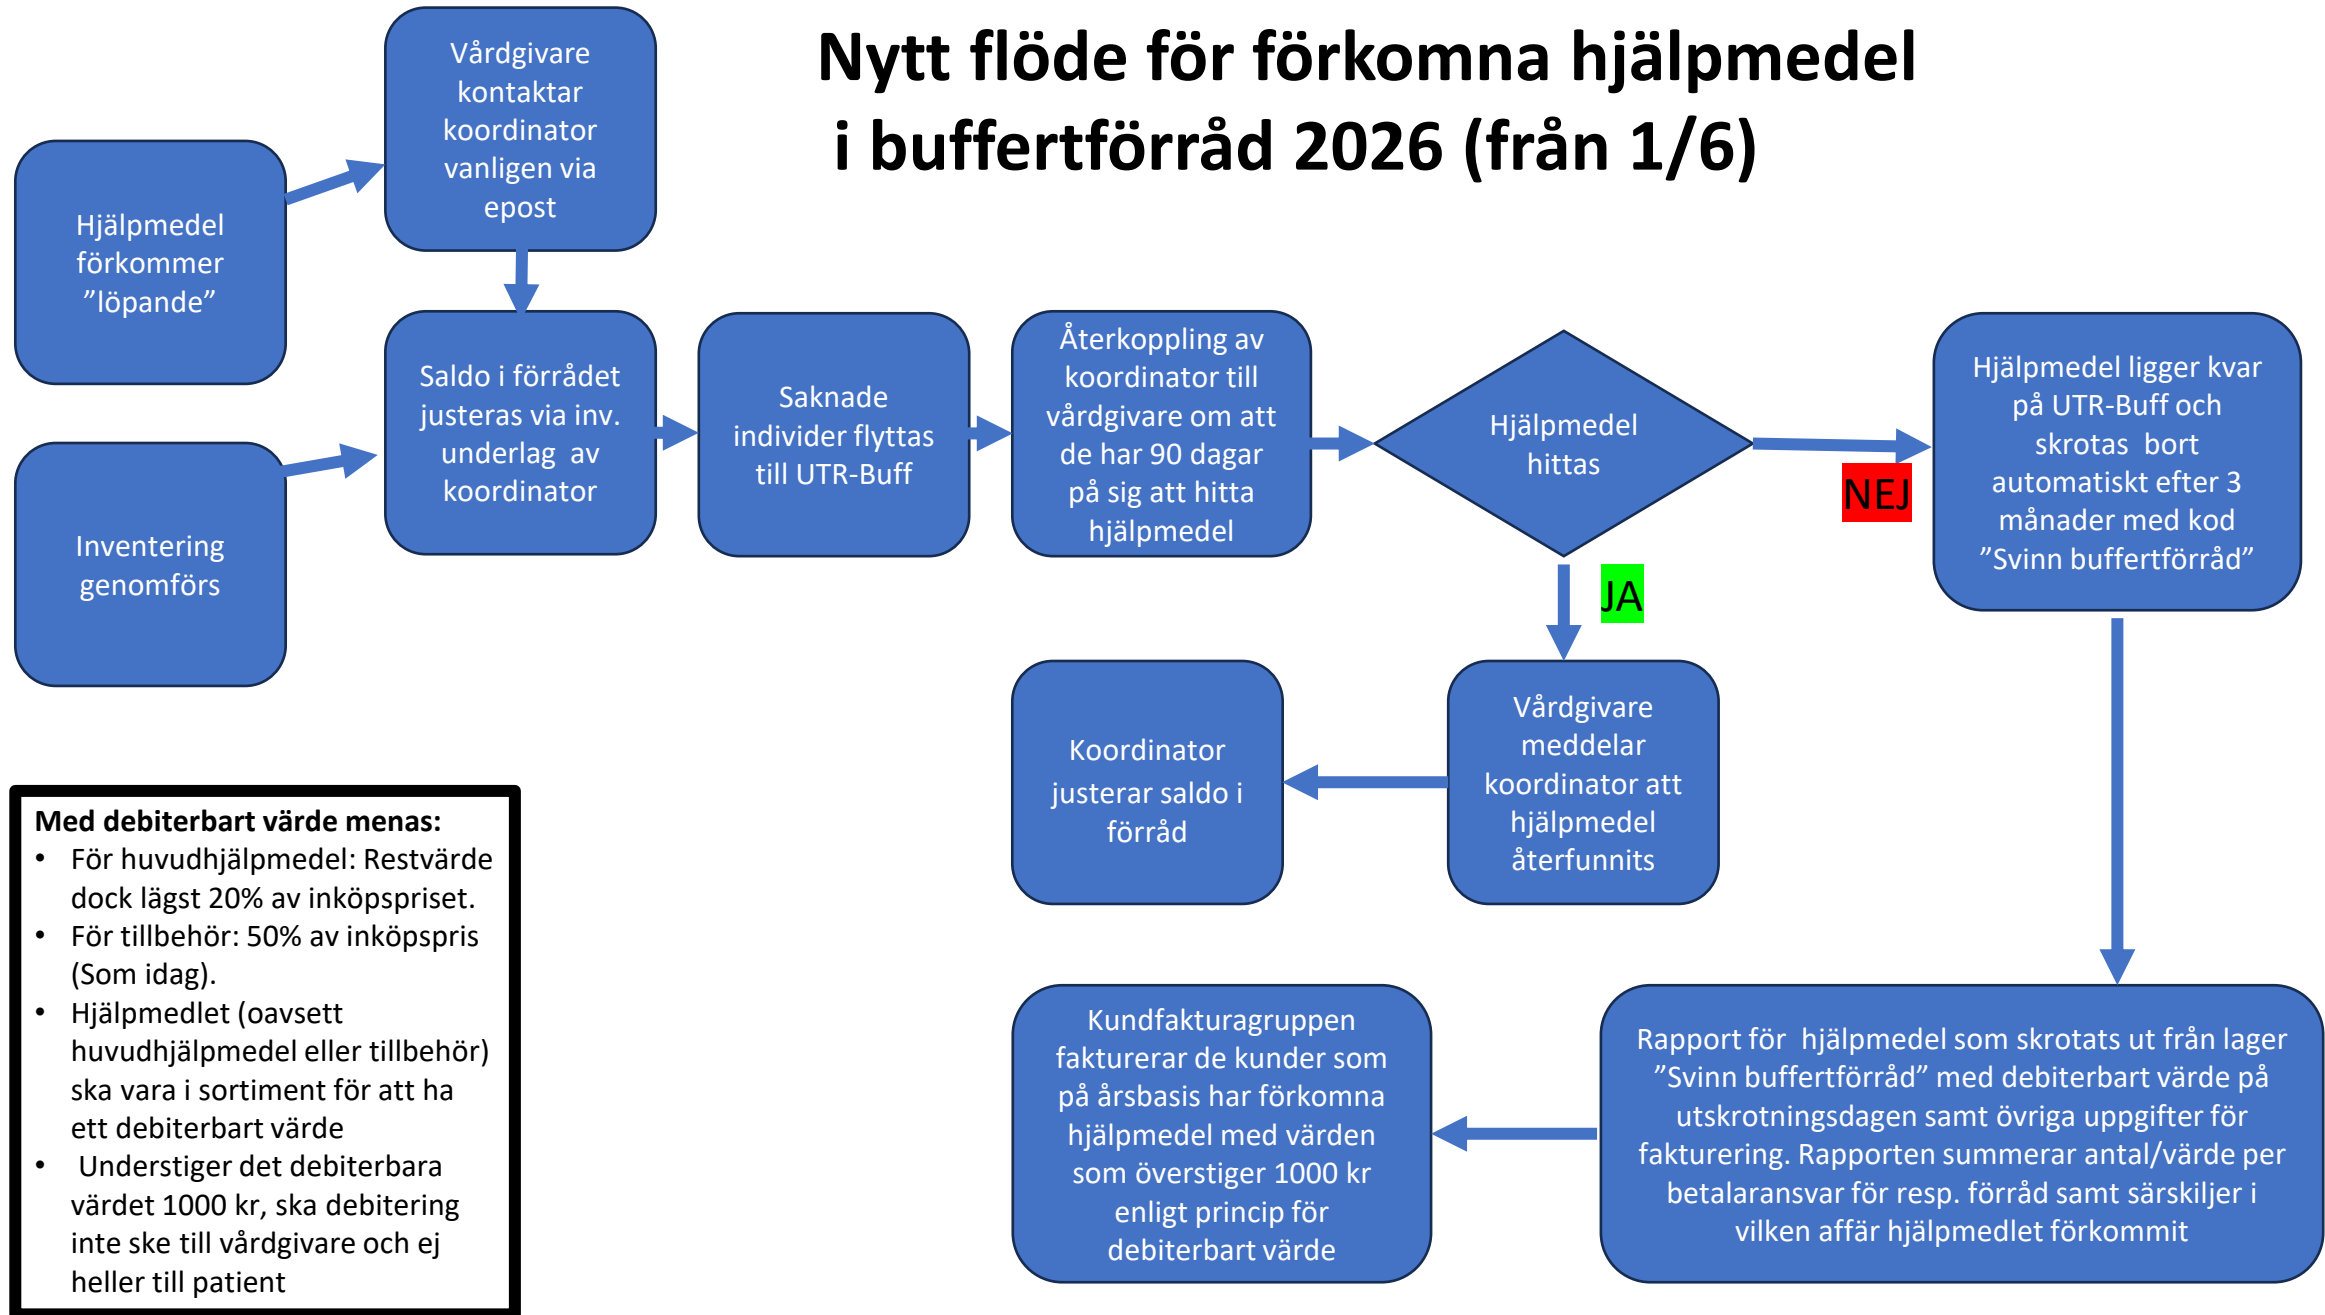 Nytt flöde för förkomna hjälpmedel
i buffertförråd 2026 (från 1/6)
Hjälpmedel
förkommer
”löpande”
Vårdgivare
kontaktar
koordinator
vanligen via
epost
Inventering
genomförs
Saldo i förrådet
justeras via inv.
underlag av
koordinator
Saknade
individer flyttas
till UTR-Buff
Återkoppling av
koordinator till
vårdgivare om att
de har 90 dagar
på sig att hitta
hjälpmedel
Hjälpmedel
hittas
NEJ
Hjälpmedel ligger kvar
på UTR-Buff och
skrotas bort
automatiskt efter 3
månader med kod
”Svinn buffertförråd”
JA
Vårdgivare
meddelar
koordinator att
hjälpmedel
återfunnits
Koordinator
justerar saldo i
förråd
Rapport för hjälpmedel som skrotats ut från lager
”Svinn buffertförråd” med debiterbart värde på
utskrotningsdagen samt övriga uppgifter för
fakturering. Rapporten summerar antal/värde per
betalaransvar för resp. förråd samt särskiljer i
vilken affär hjälpmedlet förkommit
Kundfakturagruppen
fakturerar de kunder som
på årsbasis har förkomna
hjälpmedel med värden
som överstiger 1000 kr
enligt princip för
debiterbart värde
Med debiterbart värde menas:
• För huvudhjälpmedel: Restvärde
dock lägst 20% av inköpspriset.
• För tillbehör: 50% av inköpspris
(Som idag).
• Hjälpmedlet (oavsett
huvudhjälpmedel eller tillbehör)
ska vara i sortiment för att ha
ett debiterbart värde
• Understiger det debiterbara
värdet 1000 kr, ska debitering
inte ske till vårdgivare och ej
heller till patient